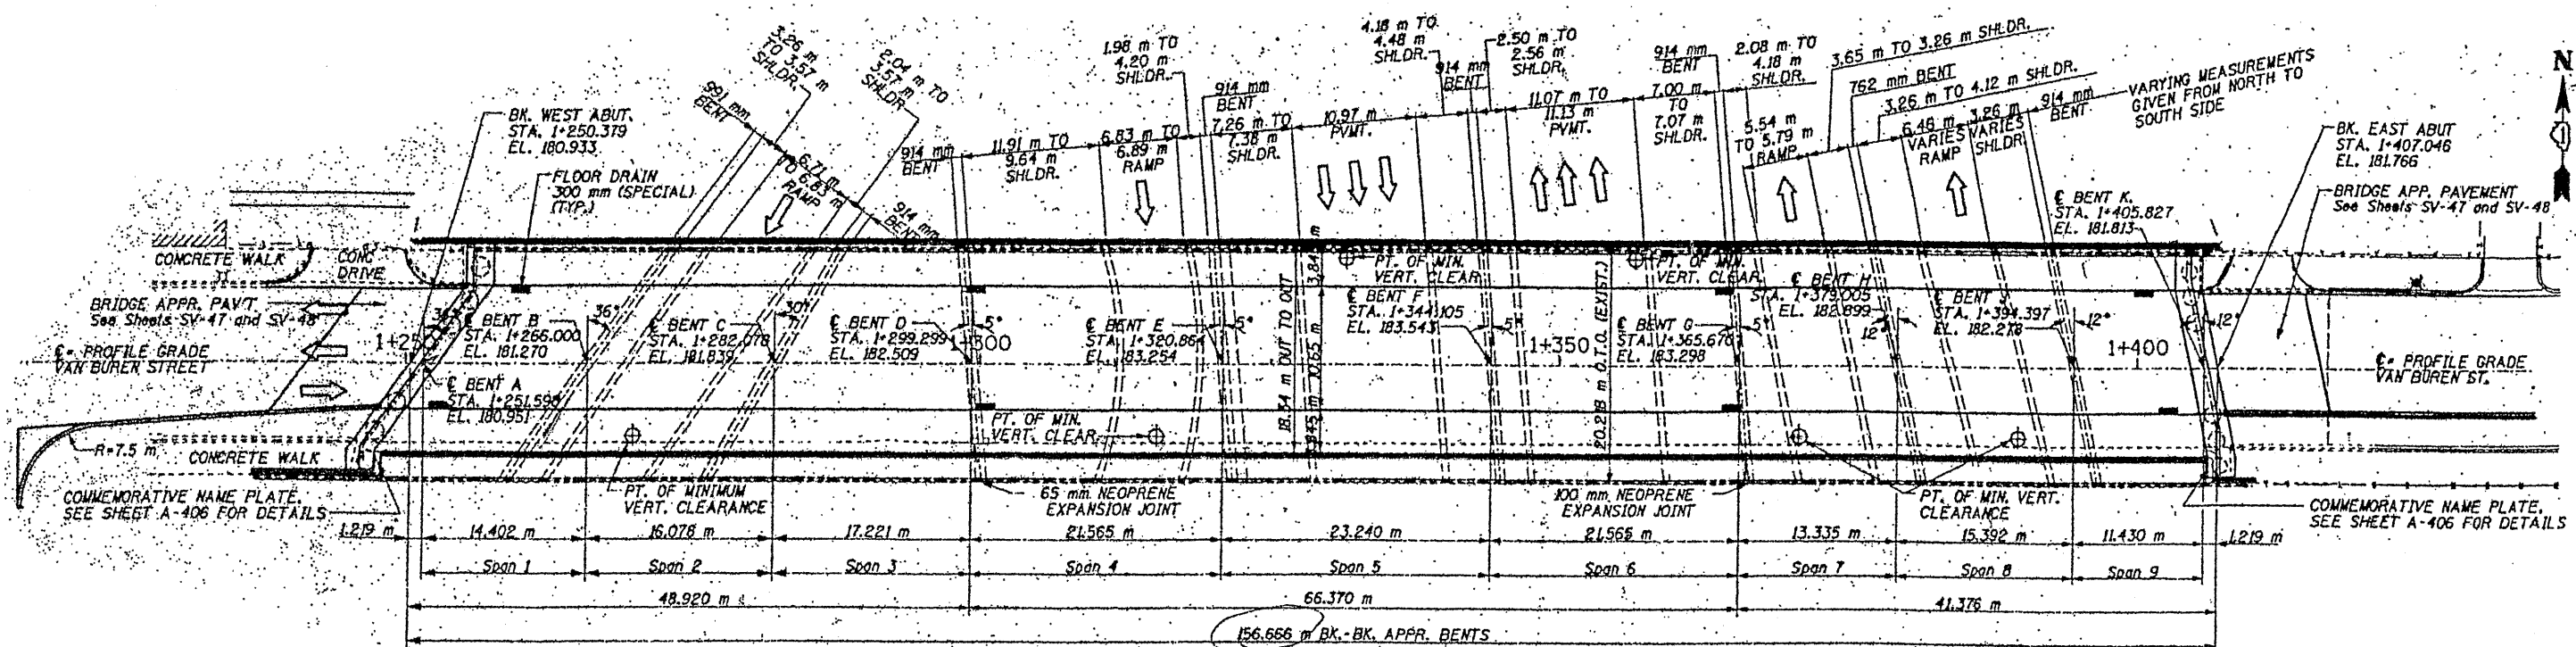 3.26 m
TO 3.57 m
SHLDR.
2.04 m TO
3.57 m
SHLDR.
991 mm
BENT
6.71 m
TO 6.83 m
RAMP
914 mm
BENT
914 mm
BENT
11.91 m TO
9.64 m
SHLDR.
1.98 m TO
4.20 m
SHLDR.
6.83 m TO
6.89 m
RAMP
914 mm
BENT
7.26 m TO
7.38 m
SHLDR.
10.97 m
PVMT.
4.18 m TO
4.48 m
SHLDR.
914 mm
BENT
2.50 m TO
2.56 m
SHLDR.
11.07 m TO
11.13 m
PVMT.
914 mm
BENT
7.00 m
TO
7.07 m
SHLDR.
2.08 m TO
4.18 m
SHLDR.
5.54 m
TO 5.79 m
RAMP
3.65 m TO 3.26 m SHLDR.
762 mm BENT
3.26 m TO 4.12 m SHLDR.
6.46 m
VARIES
RAMP
3.26 m
VARIES
SHLDR.
914 mm
BENT
VARYING MEASUREMENTS
GIVEN FROM NORTH TO
SOUTH SIDE
N
BK. WEST ABUT.
STA. 1+250.379
EL. 180.933
FLOOR DRAIN
300 mm (SPECIAL)
(TYP.)
BK. EAST ABUT
STA. 1+407.046
EL. 181.766
BRIDGE APP. PAVEMENT
See Sheets SV-47 and SV-48
CONCRETE WALK
CONC
DRIVE
BRIDGE APPR. PAV'T.
See Sheets SV-47 and SV-48
℄ - PROFILE GRADE
VAN BUREN STREET
36°
1+250
℄ BENT A
STA. 1+251.598
EL. 180.951
℄ BENT B
STA. 1+266.000
EL. 181.270
36°
℄ BENT C
STA. 1+282.078
EL. 181.839
30°
℄ BENT D
STA. 1+299.299
EL. 182.509
5°
1+300
℄ BENT E
STA. 1+320.864
EL. 183.254
5°
PT. OF MIN.
VERT. CLEAR
℄ BENT F
STA. 1+344.105
EL. 183.543
5°
1+350
PT. OF MIN.
VERT. CLEAR
℄ BENT G
STA. 1+365.670
EL. 183.298
5°
℄ BENT H
STA. 1+379.005
EL. 182.899
12°
℄ BENT J
STA. 1+394.397
EL. 182.278
12°
1+400
℄ BENT K.
STA. 1+405.827
EL. 181.813
12°
℄ - PROFILE GRADE
VAN BUREN ST.
18.54 m OUT TO OUT
10.65 m
20.218 m O.T.O. (EXIST.)
R=7.5 m
CONCRETE WALK
COMMEMORATIVE NAME PLATE.
SEE SHEET A-406 FOR DETAILS
PT. OF MINIMUM
VERT. CLEARANCE
PT. OF MIN.
VERT. CLEAR.
65 mm NEOPRENE
EXPANSION JOINT
100 mm NEOPRENE
EXPANSION JOINT
PT. OF MIN. VERT.
CLEARANCE
COMMEMORATIVE NAME PLATE.
SEE SHEET A-406 FOR DETAILS
1.219 m 14.402 m 16.078 m 17.221 m 21.565 m 23.240 m 21.565 m 13.335 m 15.392 m 11.430 m 1.219 m
Span 1 Span 2 Span 3 Span 4 Span 5 Span 6 Span 7 Span 8 Span 9
48.920 m 66.370 m 41.376 m
156.666 m BK.-BK. APPR. BENTS